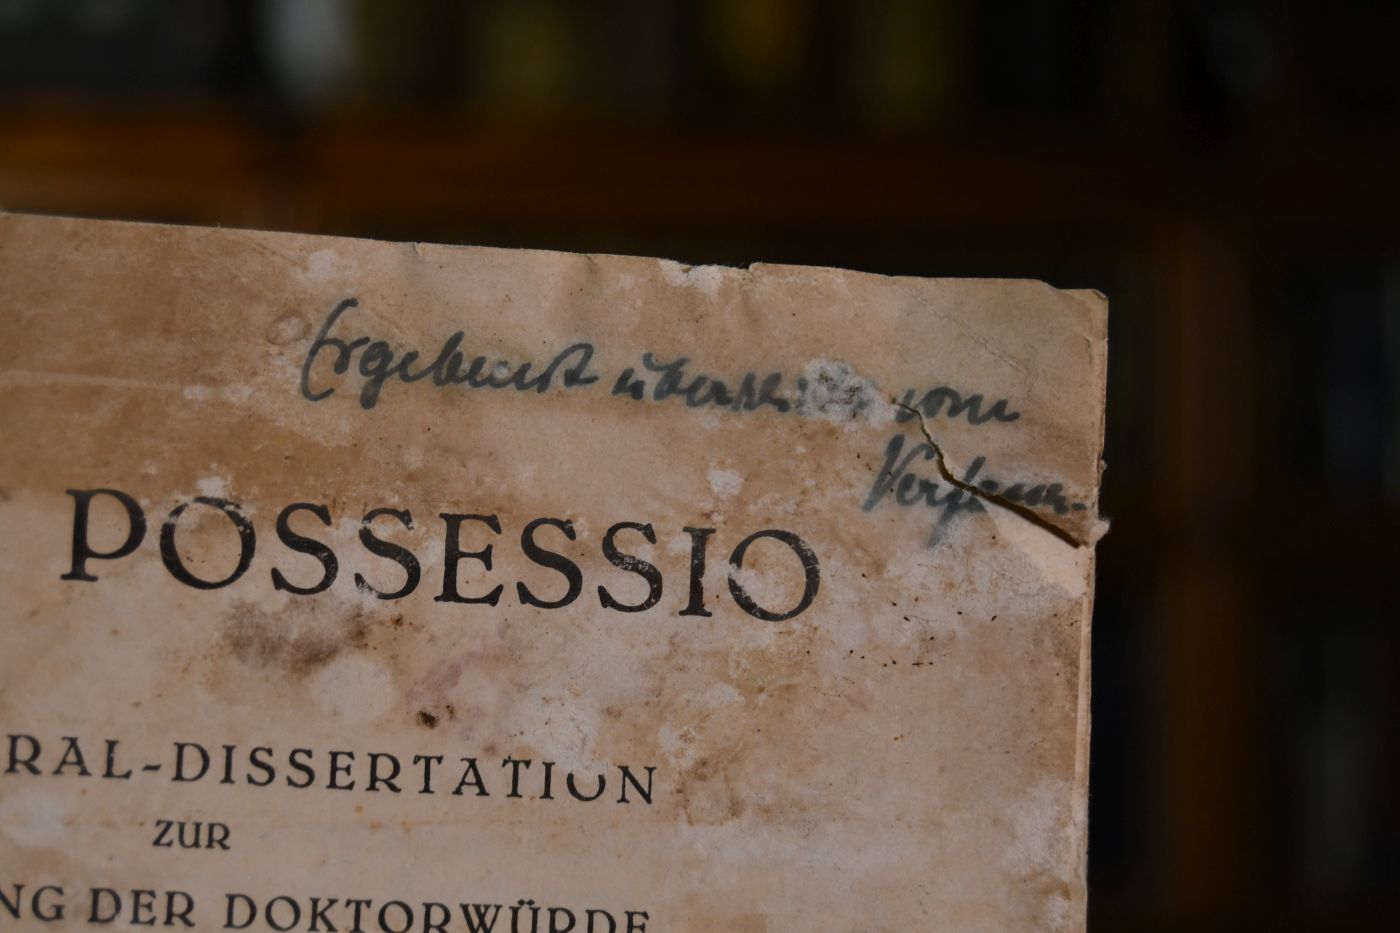 Ergebenst überreicht vom
Verfasser
POSSESSIO
RAL-DISSERTATION
ZUR
NG DER DOKTORWÜRDE